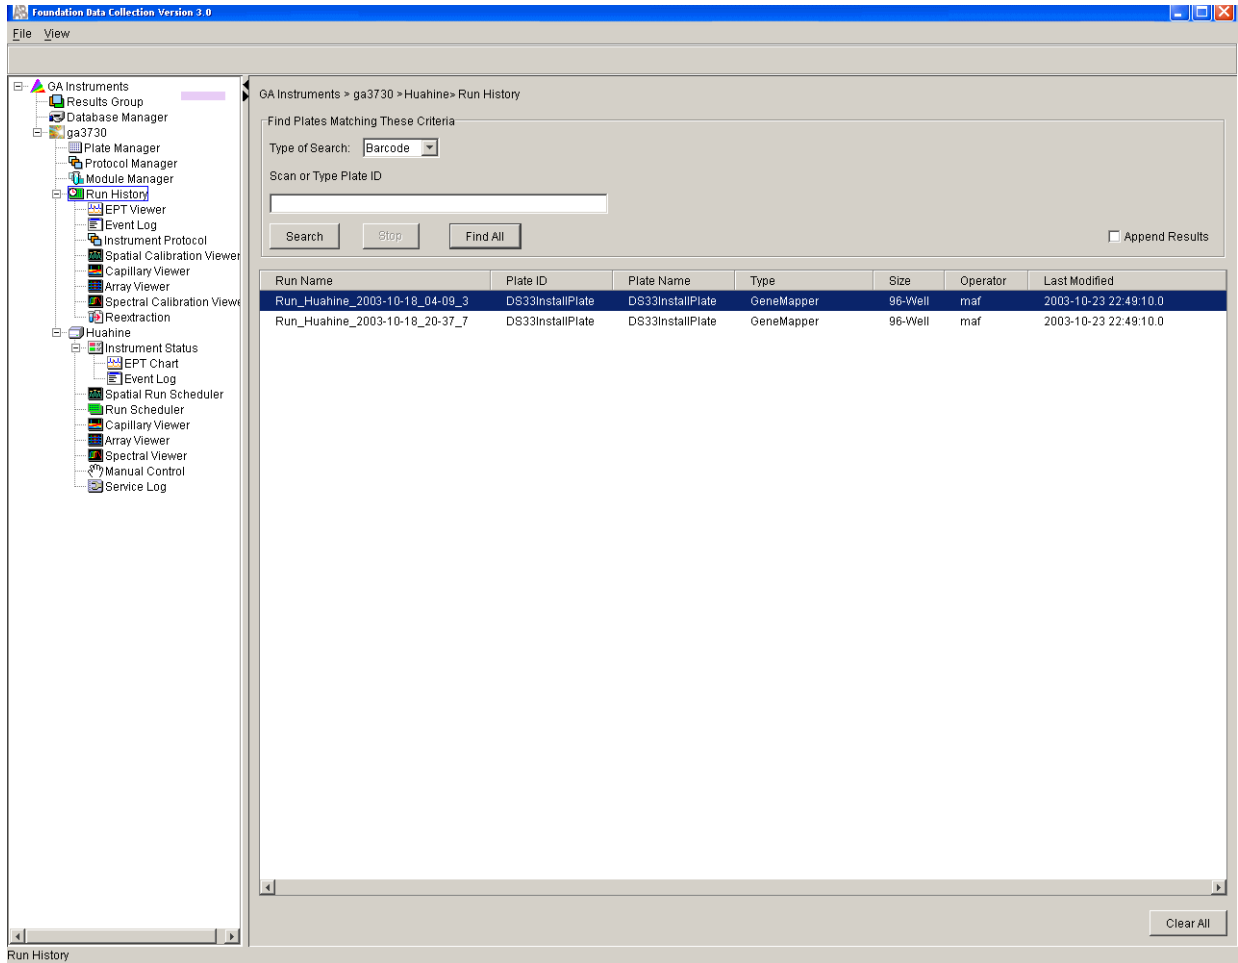 Foundation Data Collection Version 3.0
File View
GA Instruments
Results Group
Database Manager
ga3730
Plate Manager
Protocol Manager
Module Manager
Run History
EPT Viewer
Event Log
Instrument Protocol
Spatial Calibration Viewer
Capillary Viewer
Array Viewer
Spectral Calibration Viewe
Reextraction
Huahine
Instrument Status
EPT Chart
Event Log
Spatial Run Scheduler
Run Scheduler
Capillary Viewer
Array Viewer
Spectral Viewer
Manual Control
Service Log
GA Instruments > ga3730 > Huahine > Run History
Find Plates Matching These Criteria
Type of Search: Barcode
Scan or Type Plate ID
Search Stop Find All Append Results
Run Name Plate ID Plate Name Type Size Operator Last Modified
Run_Huahine_2003-10-18_04-09_3 DS33InstallPlate DS33InstallPlate GeneMapper 96-Well maf 2003-10-23 22:49:10.0
Run_Huahine_2003-10-18_20-37_7 DS33InstallPlate DS33InstallPlate GeneMapper 96-Well maf 2003-10-23 22:49:10.0
Clear All
Run History